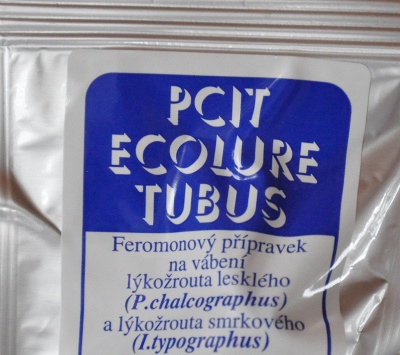 PCIT
ECOLURE
TUBUS
Feromonový přípravek
na vábení
lýkožrouta lesklého
(P.chalcographus)
a lýkožrouta smrkového
(I.typographus)